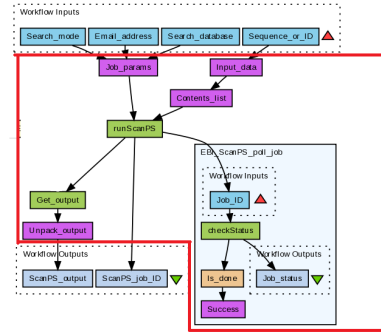 Workflow Inputs
Search_mode Email_address Search_database Sequence_or_ID
Job_params Input_data
Contents_list
runScanPS
EBI_ScanPS_poll_job
Workflow Inputs
Get_output Job_ID
Unpack_output checkStatus
Workflow Outputs Workflow Outputs
ScanPS_output ScanPS_job_ID Is_done Job_status
Success